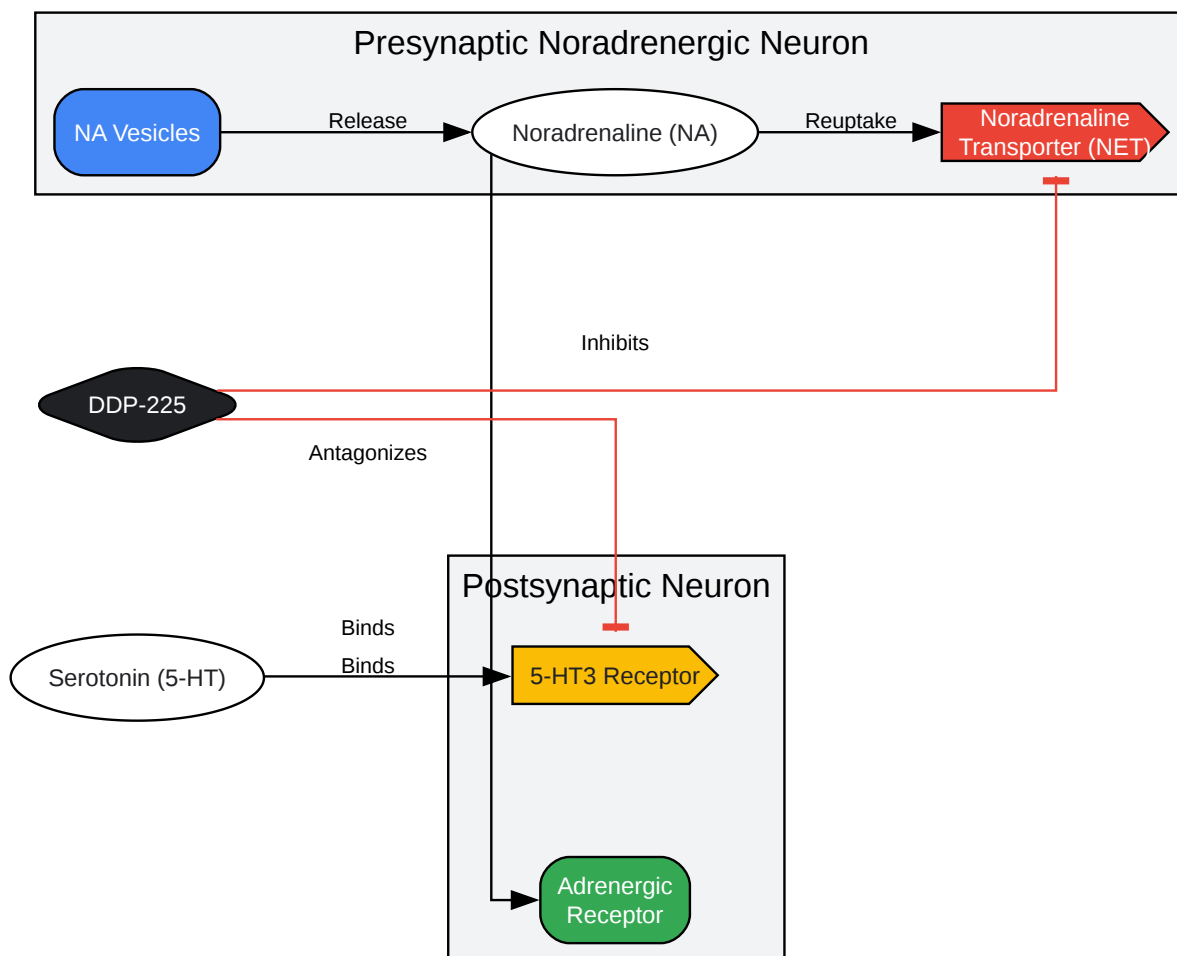 Presynaptic Noradrenergic Neuron
NA Vesicles
Release
Noradrenaline (NA)
Reuptake
Noradrenaline
Transporter (NET)
Inhibits
DDP-225
Antagonizes
Postsynaptic Neuron
Binds
Binds
Serotonin (5-HT)
5-HT3 Receptor
Adrenergic
Receptor